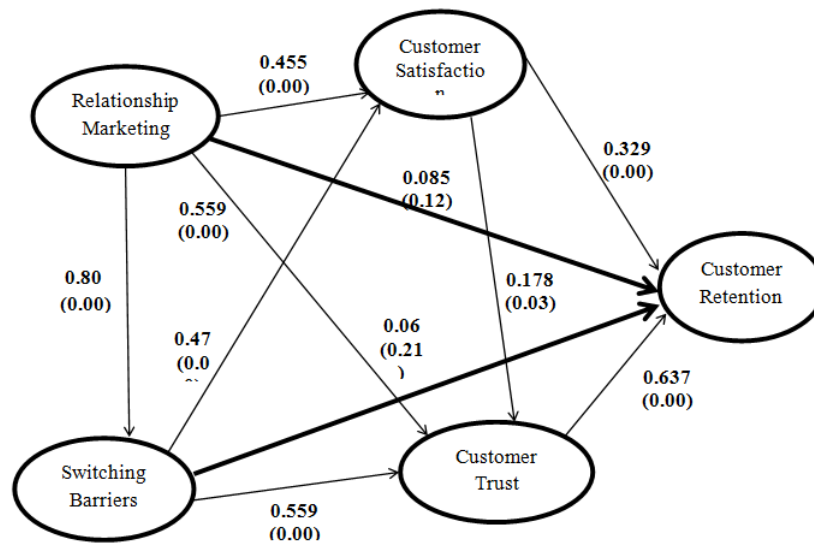 Customer
Satisfactio
n
0.455
(0.00)
Relationship
Marketing
0.329
(0.00)
0.085
(0.12)
0.559
(0.00)
Customer
Retention
0.80
(0.00)
0.178
(0.03)
0.47
(0.0
0)
0.06
(0.21
)
0.637
(0.00)
Switching
Barriers
Customer
Trust
0.559
(0.00)